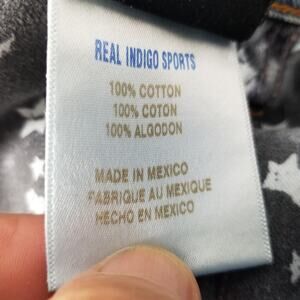 REAL INDIGO SPORTS
100% COTTON
100% COTON
100% ALGODON
MADE IN MEXICO
FABRIQUE AU MEXIQUE
HECHO EN MEXICO